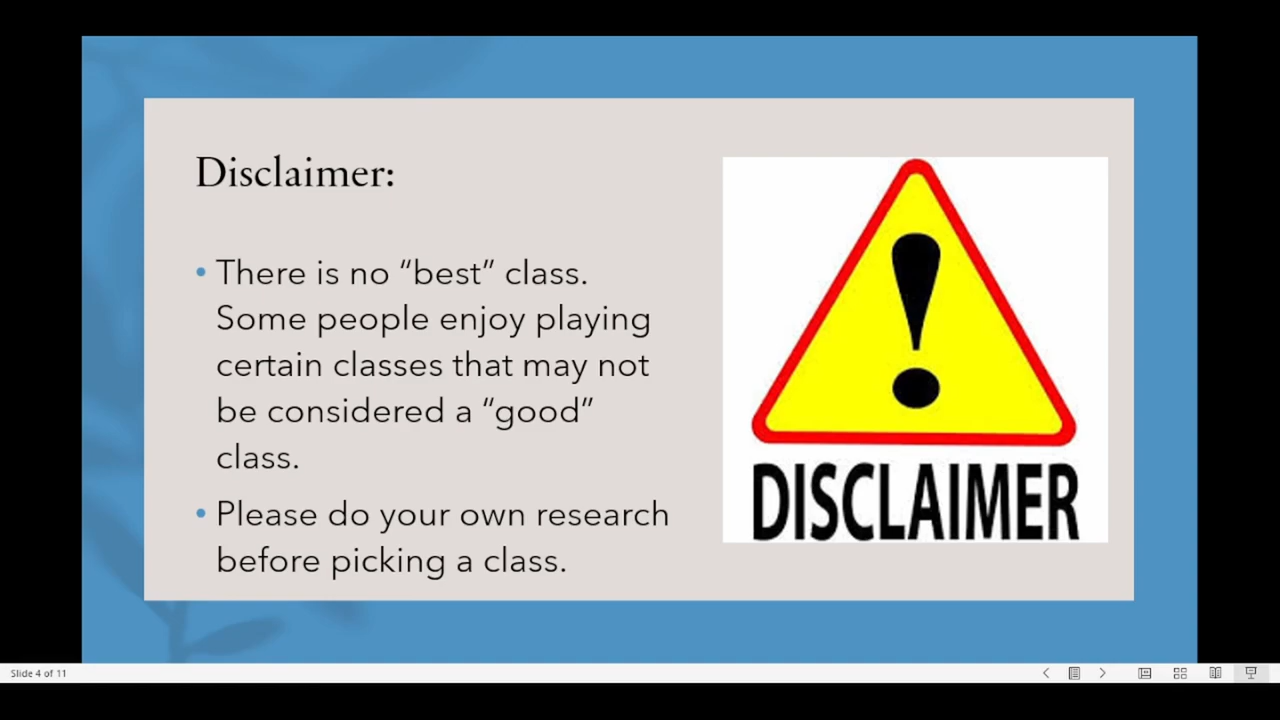 Disclaimer:
• There is no “best” class.
Some people enjoy playing
certain classes that may not
be considered a “good”
class.
• Please do your own research
before picking a class.
DISCLAIMER
Slide 4 of 11